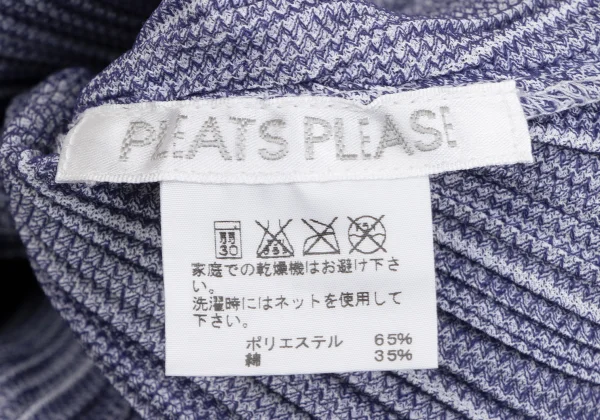 PLEATS PLEASE
弱
30
家庭での乾燥機はお避け下さ
い。
洗濯時にはネットを使用して
下さい。
ポリエステル 65%
綿 35%